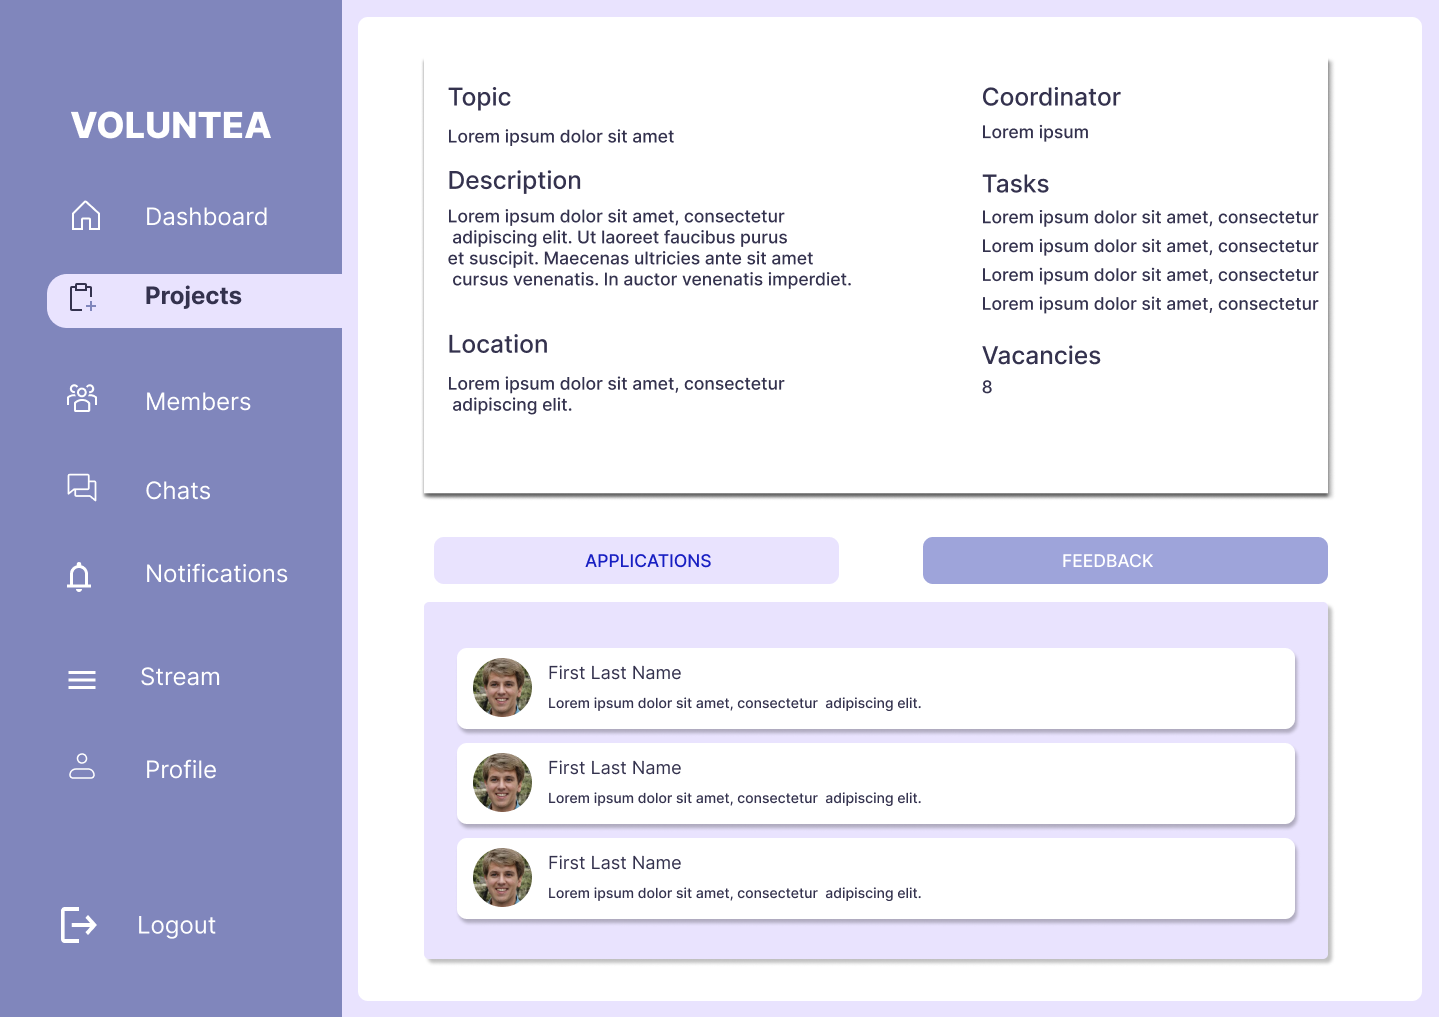 VOLUNTEA
Dashboard
Projects
Members
Chats
Notifications
Stream
Profile
Logout
Topic
Lorem ipsum dolor sit amet
Description
Lorem ipsum dolor sit amet, consectetur
adipiscing elit. Ut laoreet faucibus purus
et suscipit. Maecenas ultricies ante sit amet
cursus venenatis. In auctor venenatis imperdiet.
Location
Lorem ipsum dolor sit amet, consectetur
adipiscing elit.
Coordinator
Lorem ipsum
Tasks
Lorem ipsum dolor sit amet, consectetur
Lorem ipsum dolor sit amet, consectetur
Lorem ipsum dolor sit amet, consectetur
Lorem ipsum dolor sit amet, consectetur
Vacancies
8
APPLICATIONS
FEEDBACK
First Last Name
Lorem ipsum dolor sit amet, consectetur  adipiscing elit.
First Last Name
Lorem ipsum dolor sit amet, consectetur  adipiscing elit.
First Last Name
Lorem ipsum dolor sit amet, consectetur  adipiscing elit.